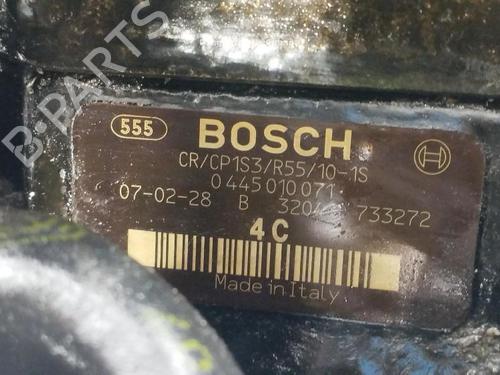 B-PARTS
555 BOSCH
CR/CP1S3/R55/10-1S
0 445 010 071
07-02-28 B 733272
4C
Made in Italy